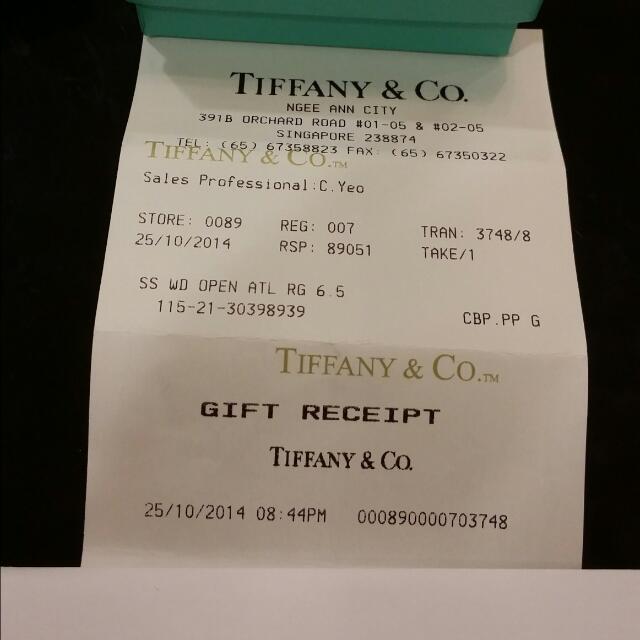 TIFFANY & CO.
NGEE ANN CITY
391B ORCHARD ROAD #01-05 & #02-05
SINGAPORE 238874
TEL: (65) 67358823 FAX: (65) 67350322
TIFFANY & CO.TM
Sales Professional:C.Yeo
STORE: 0089 REG: 007 TRAN: 3748/8
25/10/2014 RSP: 89051 TAKE/1
SS WD OPEN ATL RG 6.5
115-21-30398939 CBP.PP G
TIFFANY & CO.TM
GIFT RECEIPT
TIFFANY & CO.
25/10/2014 08:44PM 000890000703748